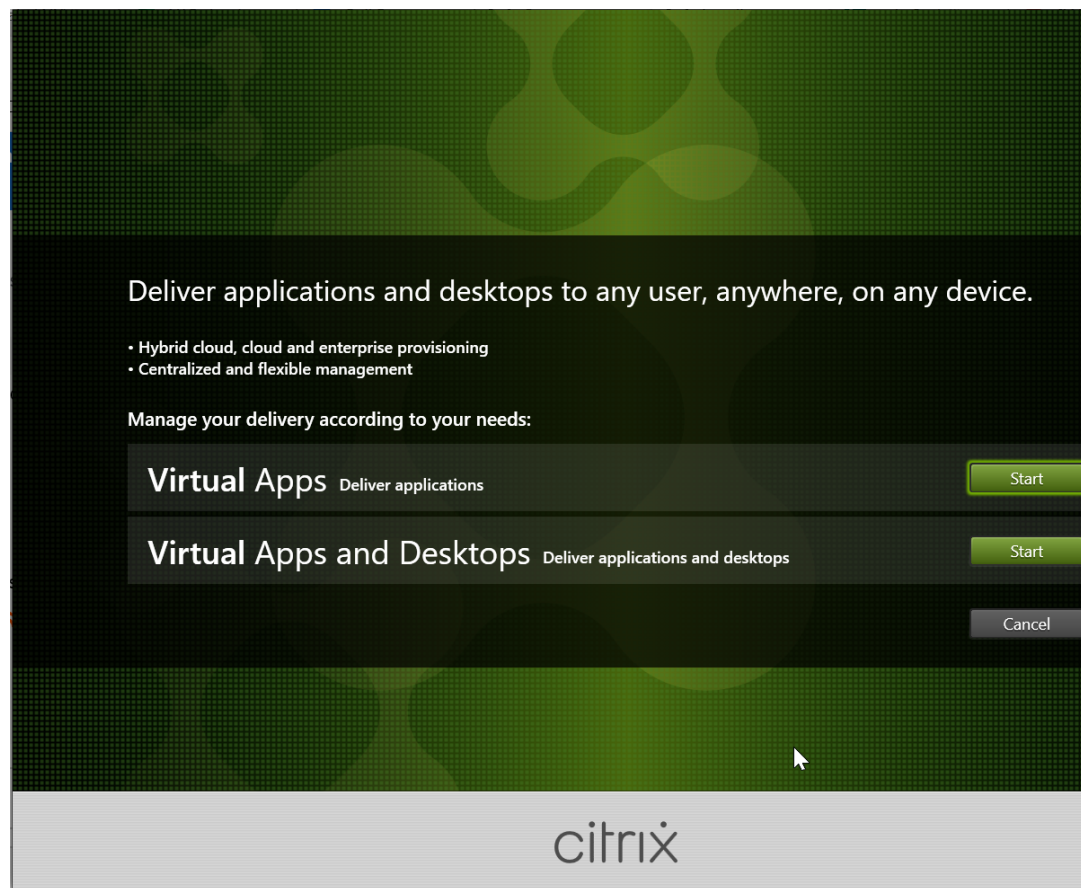 Deliver applications and desktops to any user, anywhere, on any device.
• Hybrid cloud, cloud and enterprise provisioning
• Centralized and flexible management
Manage your delivery according to your needs:
Virtual Apps Deliver applications
Start
Virtual Apps and Desktops Deliver applications and desktops
Start
Cancel
citrix